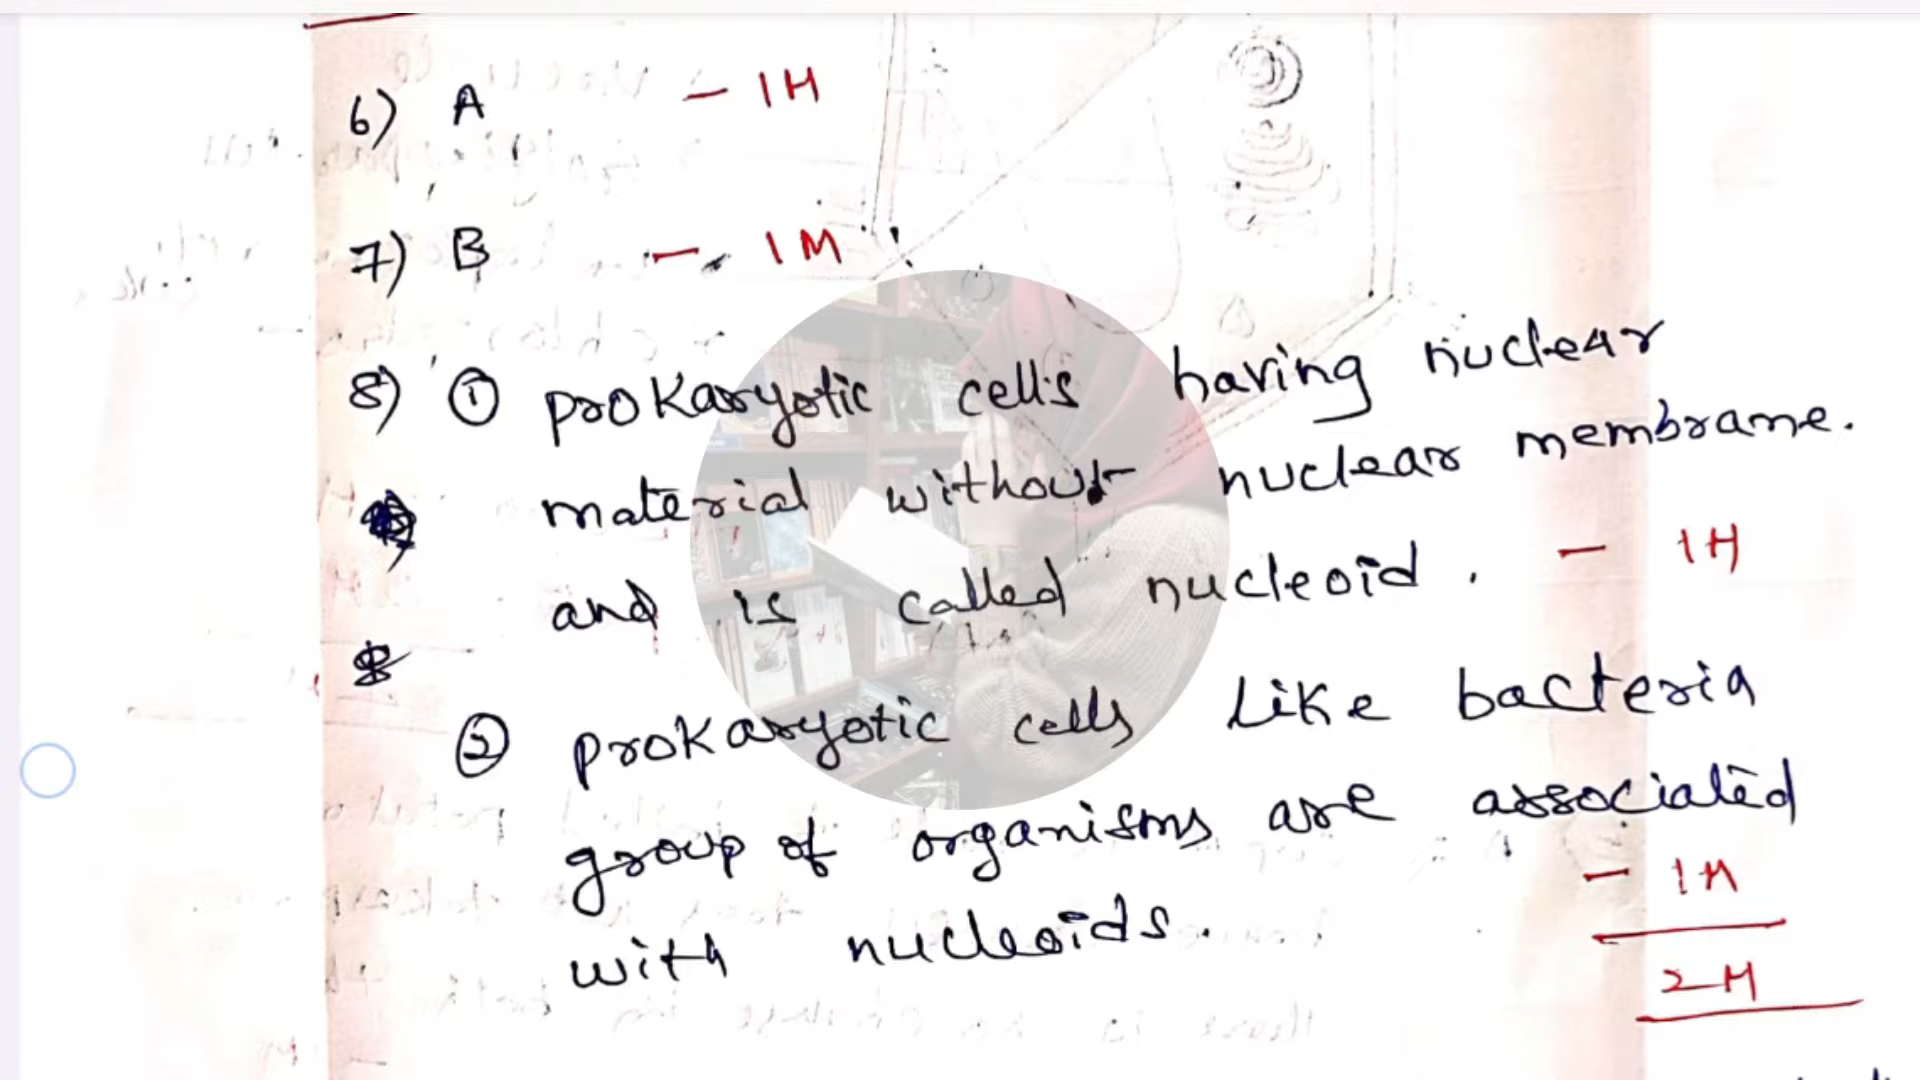 6) A - 1M
7) B - 1M
8) ① prokaryotic cells having nuclear
material without nuclear membrane.
and is called nucleoid. - 1M
② prokaryotic cells like bacteria
group of organisms are associated
- 1M
with nucleoids.
2M